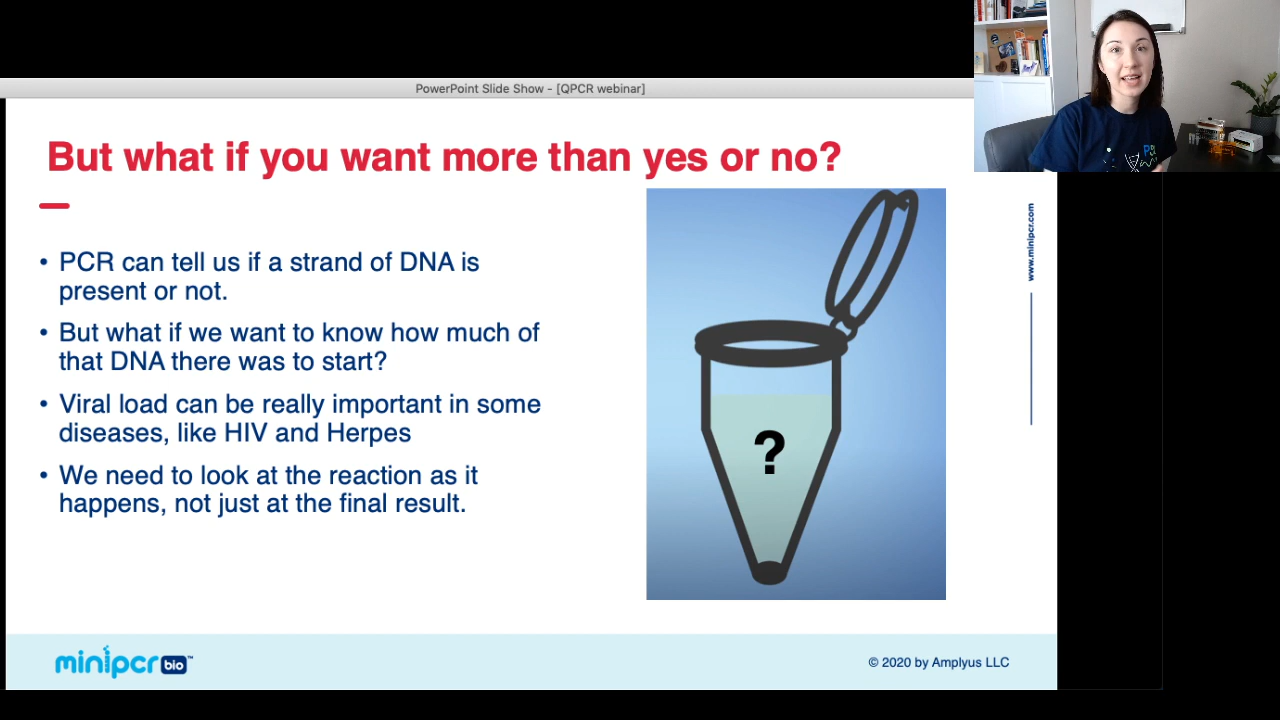 PowerPoint Slide Show - [QPCR webinar]
But what if you want more than yes or no?
• PCR can tell us if a strand of DNA is
present or not.
• But what if we want to know how much of
that DNA there was to start?
• Viral load can be really important in some
diseases, like HIV and Herpes
• We need to look at the reaction as it
happens, not just at the final result.
?
www.minipcr.com
minipcr bio™
© 2020 by Amplyus LLC